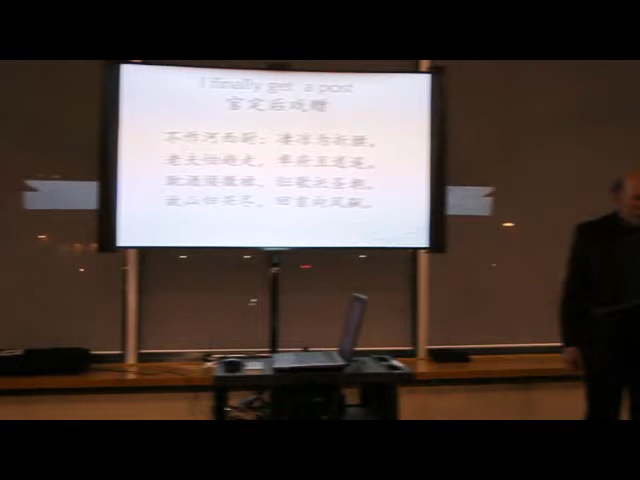 I finally get a post
官定后戏赠
不作河西尉，凄凉为折腰。
老夫怕趋走，率府且逍遥。
耽酒须微禄，狂歌托圣朝。
故山归兴尽，回首向风飙。